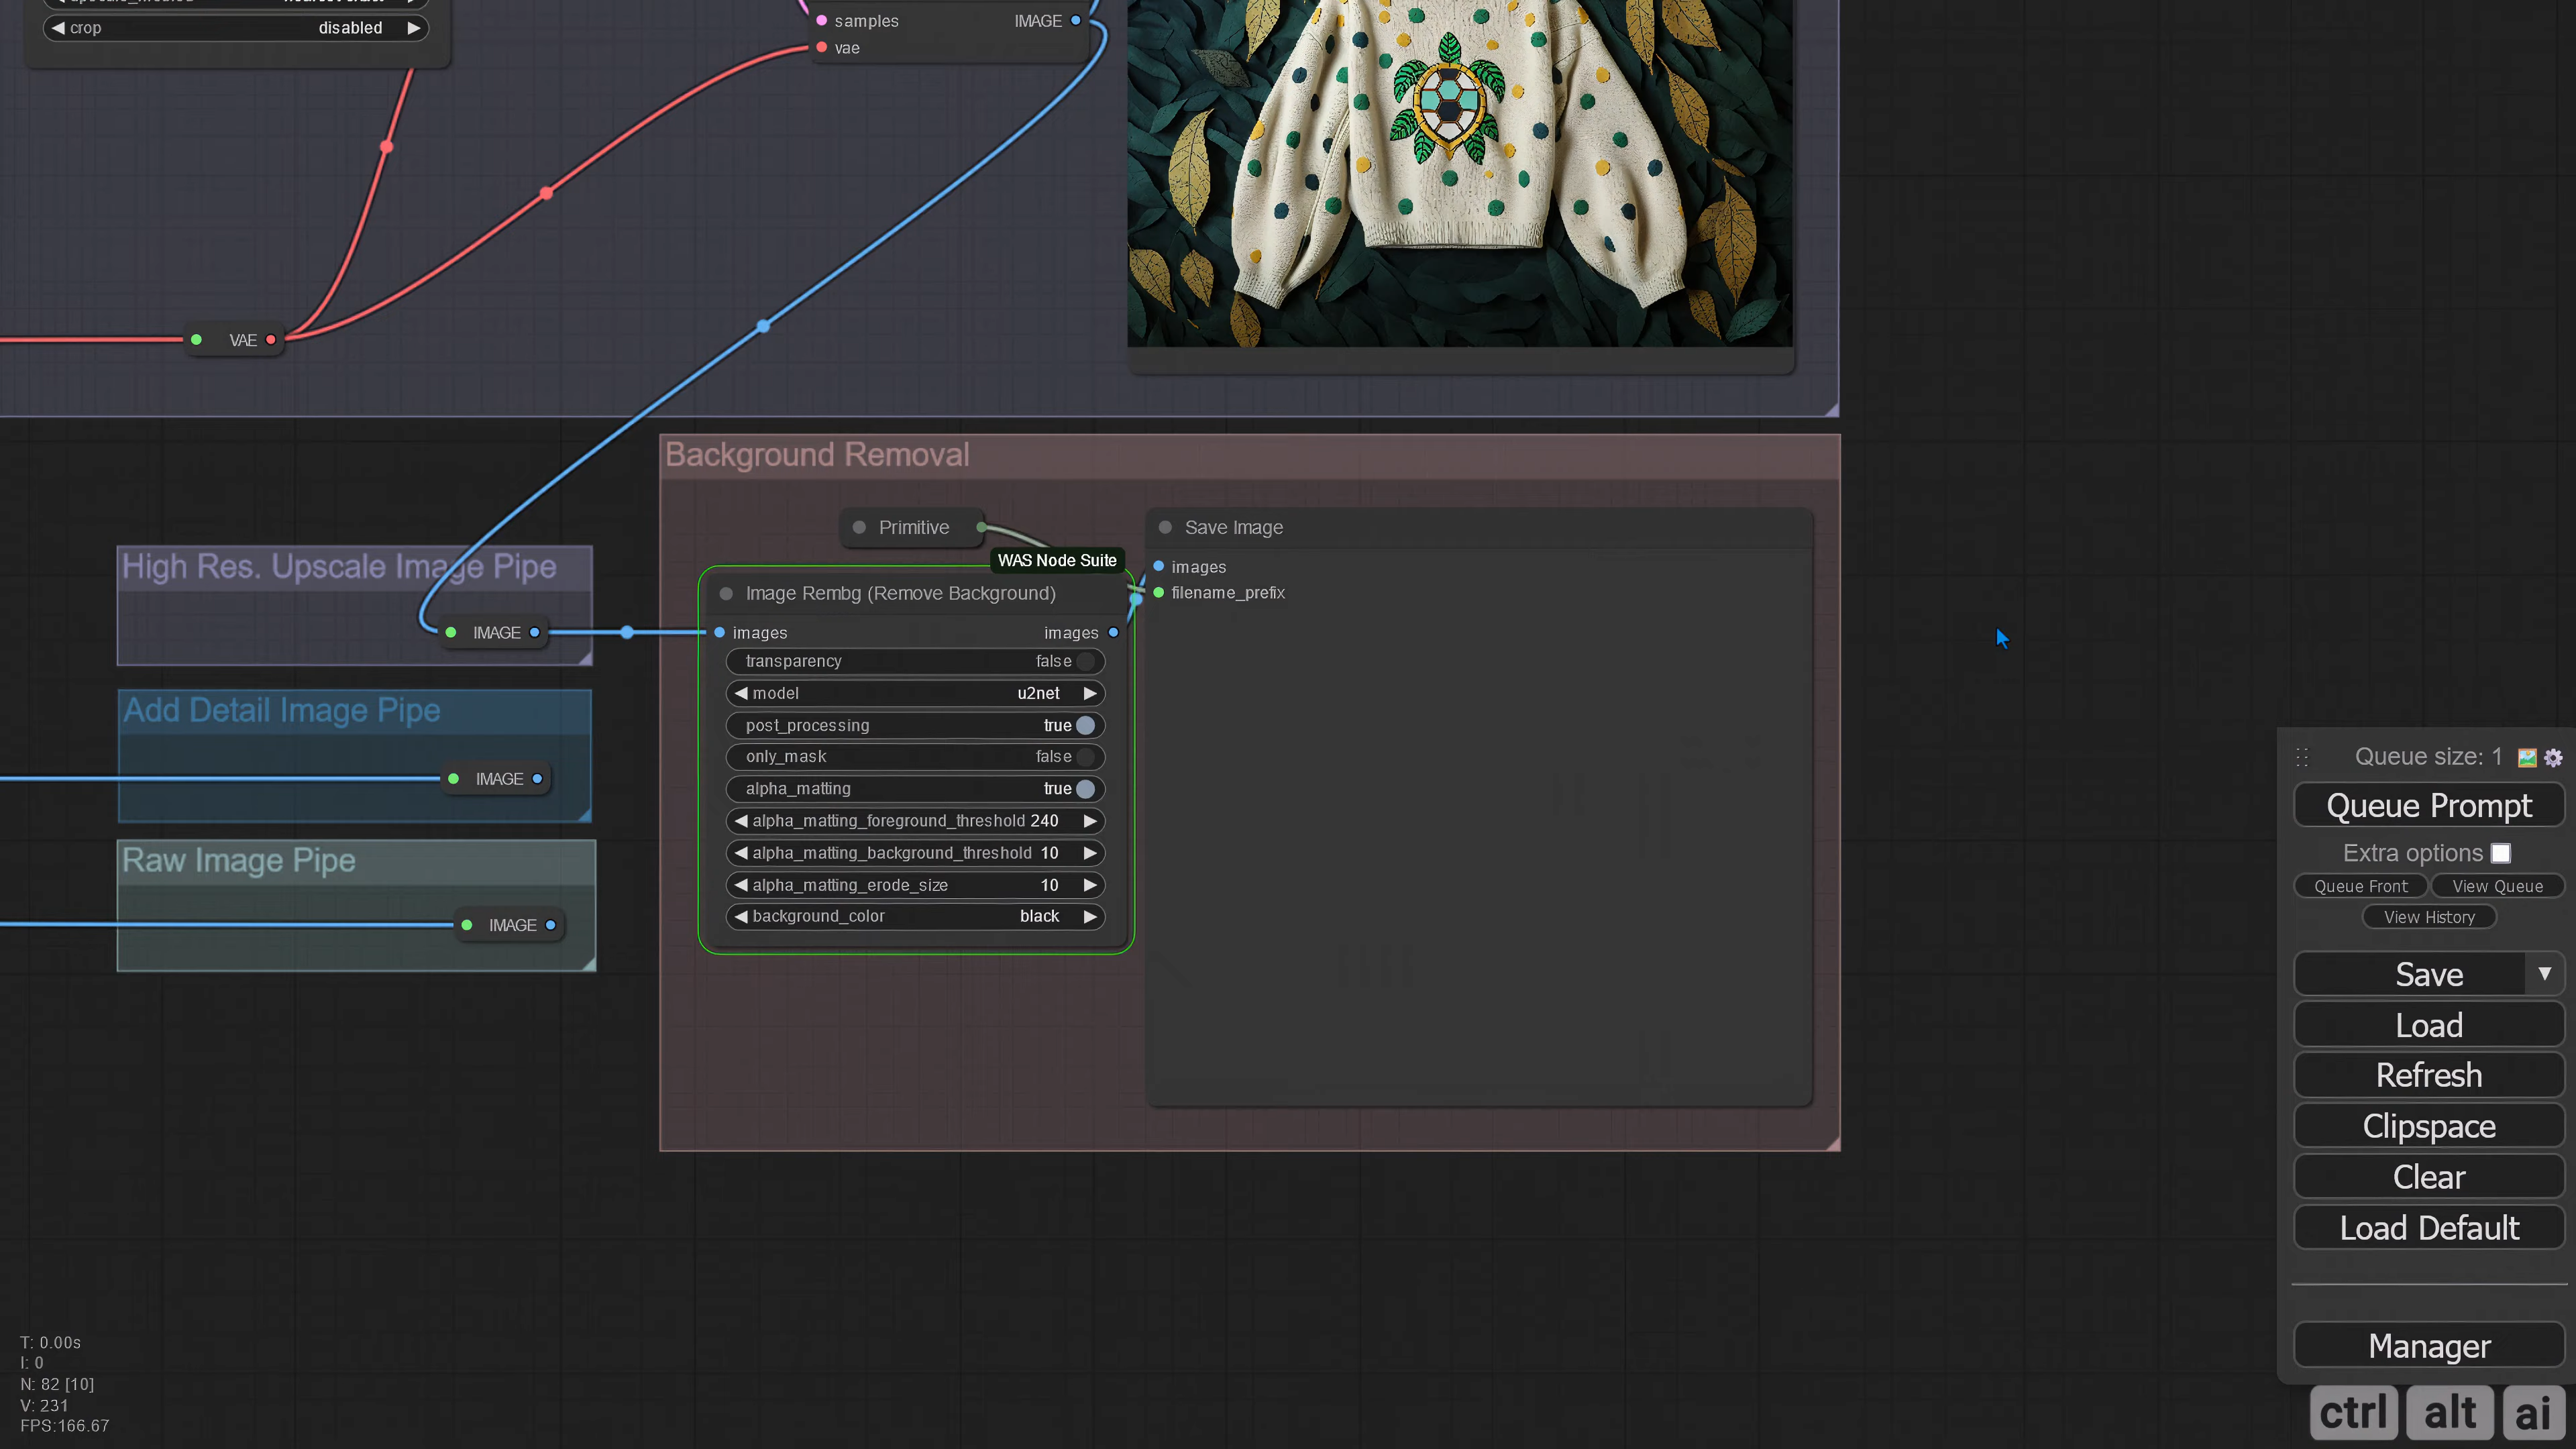 crop disabled
samples IMAGE
vae
VAE
Background Removal
Primitive
Save Image
WAS Node Suite
images
filename_prefix
High Res. Upscale Image Pipe
IMAGE
Image Rembg (Remove Background)
images images
transparency false
model u2net
post_processing true
only_mask false
alpha_matting true
alpha_matting_foreground_threshold 240
alpha_matting_background_threshold 10
alpha_matting_erode_size 10
background_color black
Add Detail Image Pipe
IMAGE
Raw Image Pipe
IMAGE
Queue size: 1
Queue Prompt
Extra options
Queue Front View Queue
View History
Save
Load
Refresh
Clipspace
Clear
Load Default
Manager
T: 0.00s
I: 0
N: 82 [10]
V: 231
FPS:166.67
ctrl alt ai